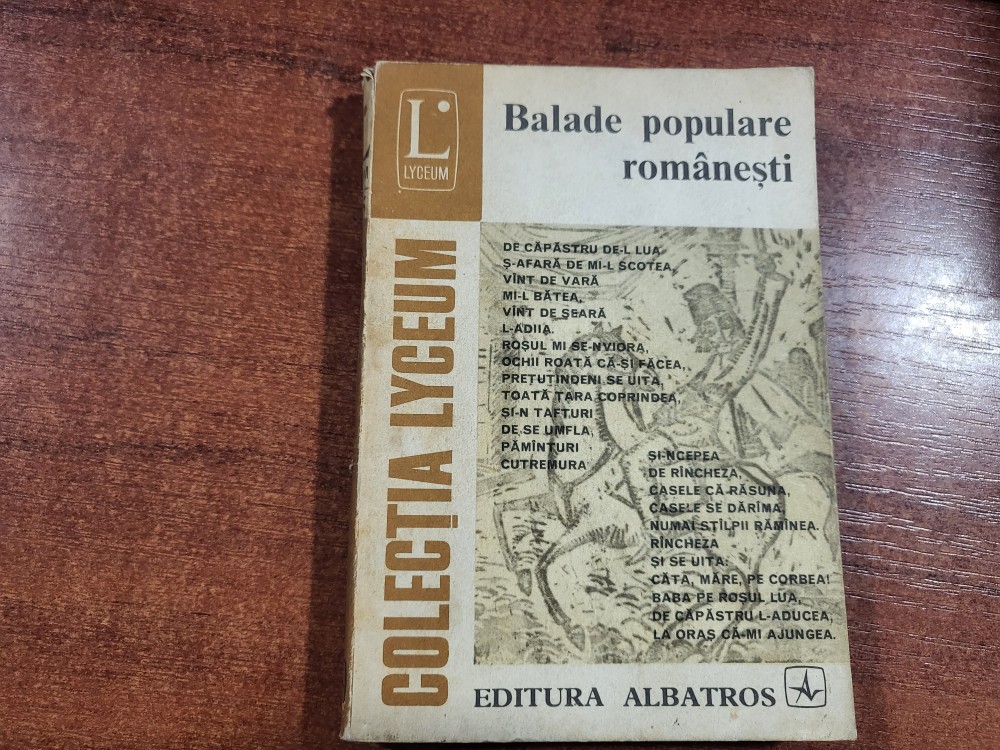 L
LYCEUM
Balade populare
românești
COLECȚIA LYCEUM
DE CĂPĂSTRU DE-L LUA
Ș-AFARĂ DE MI-L SCOTEA,
VÎNT DE VARĂ
MI-L BĂTEA,
VÎNT DE SEARĂ
L-ADIIA.
ROȘUL MI SE-NVIORA,
OCHII ROATĂ CĂ-ȘI FĂCEA,
PRETUTINDENI SE UITA,
TOATĂ ȚARA COPRINDEA,
ȘI-N TAFTURI
DE SE UMFLA,
PĂMÎNTURI
CUTREMURA
ȘI-NCEPEA
DE RÎNCHEZA,
CASELE CĂ RĂSUNA,
CASELE SE DĂRÎMA,
NUMAI STÎLPII RĂMÎNEA.
RÎNCHEZA
ȘI SE UITA:
CĂTA, MĂRE, PE CORBEA!
BABA PE ROȘUL LUA,
DE CĂPĂSTRU L-ADUCEA,
LA ORAȘ CĂ-MI AJUNGEA.
EDITURA ALBATROS